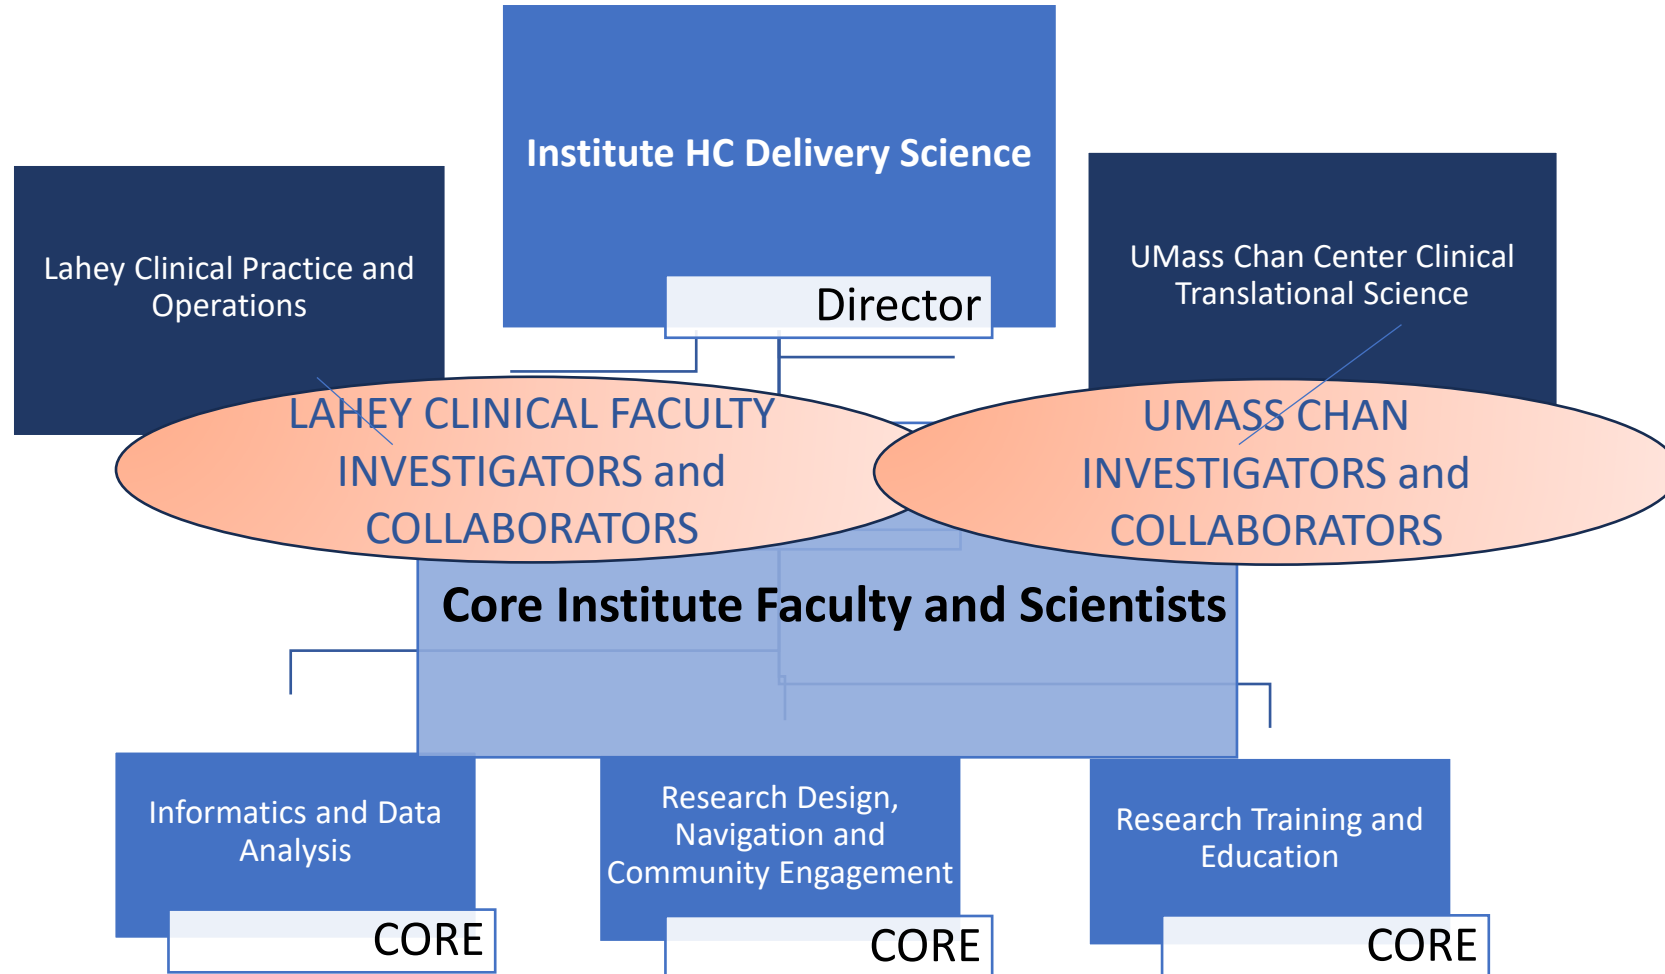 Institute HC Delivery Science
Director
Lahey Clinical Practice and
Operations
UMass Chan Center Clinical
Translational Science
LAHEY CLINICAL FACULTY
INVESTIGATORS and
COLLABORATORS
UMASS CHAN
INVESTIGATORS and
COLLABORATORS
Core Institute Faculty and Scientists
Informatics and Data
Analysis
CORE
Research Design,
Navigation and
Community Engagement
CORE
Research Training and
Education
CORE